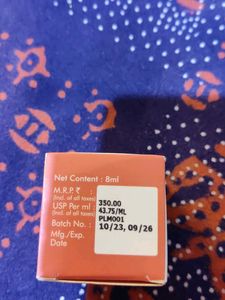 Net Content : 8ml
M.R.P. ₹ :
(Incl. of all taxes)
350.00
USP Per ml :
(Incl. of all taxes)
43.75/ML
Batch No. :
PLM001
Mfg./Exp. :
Date
10/23, 09/26